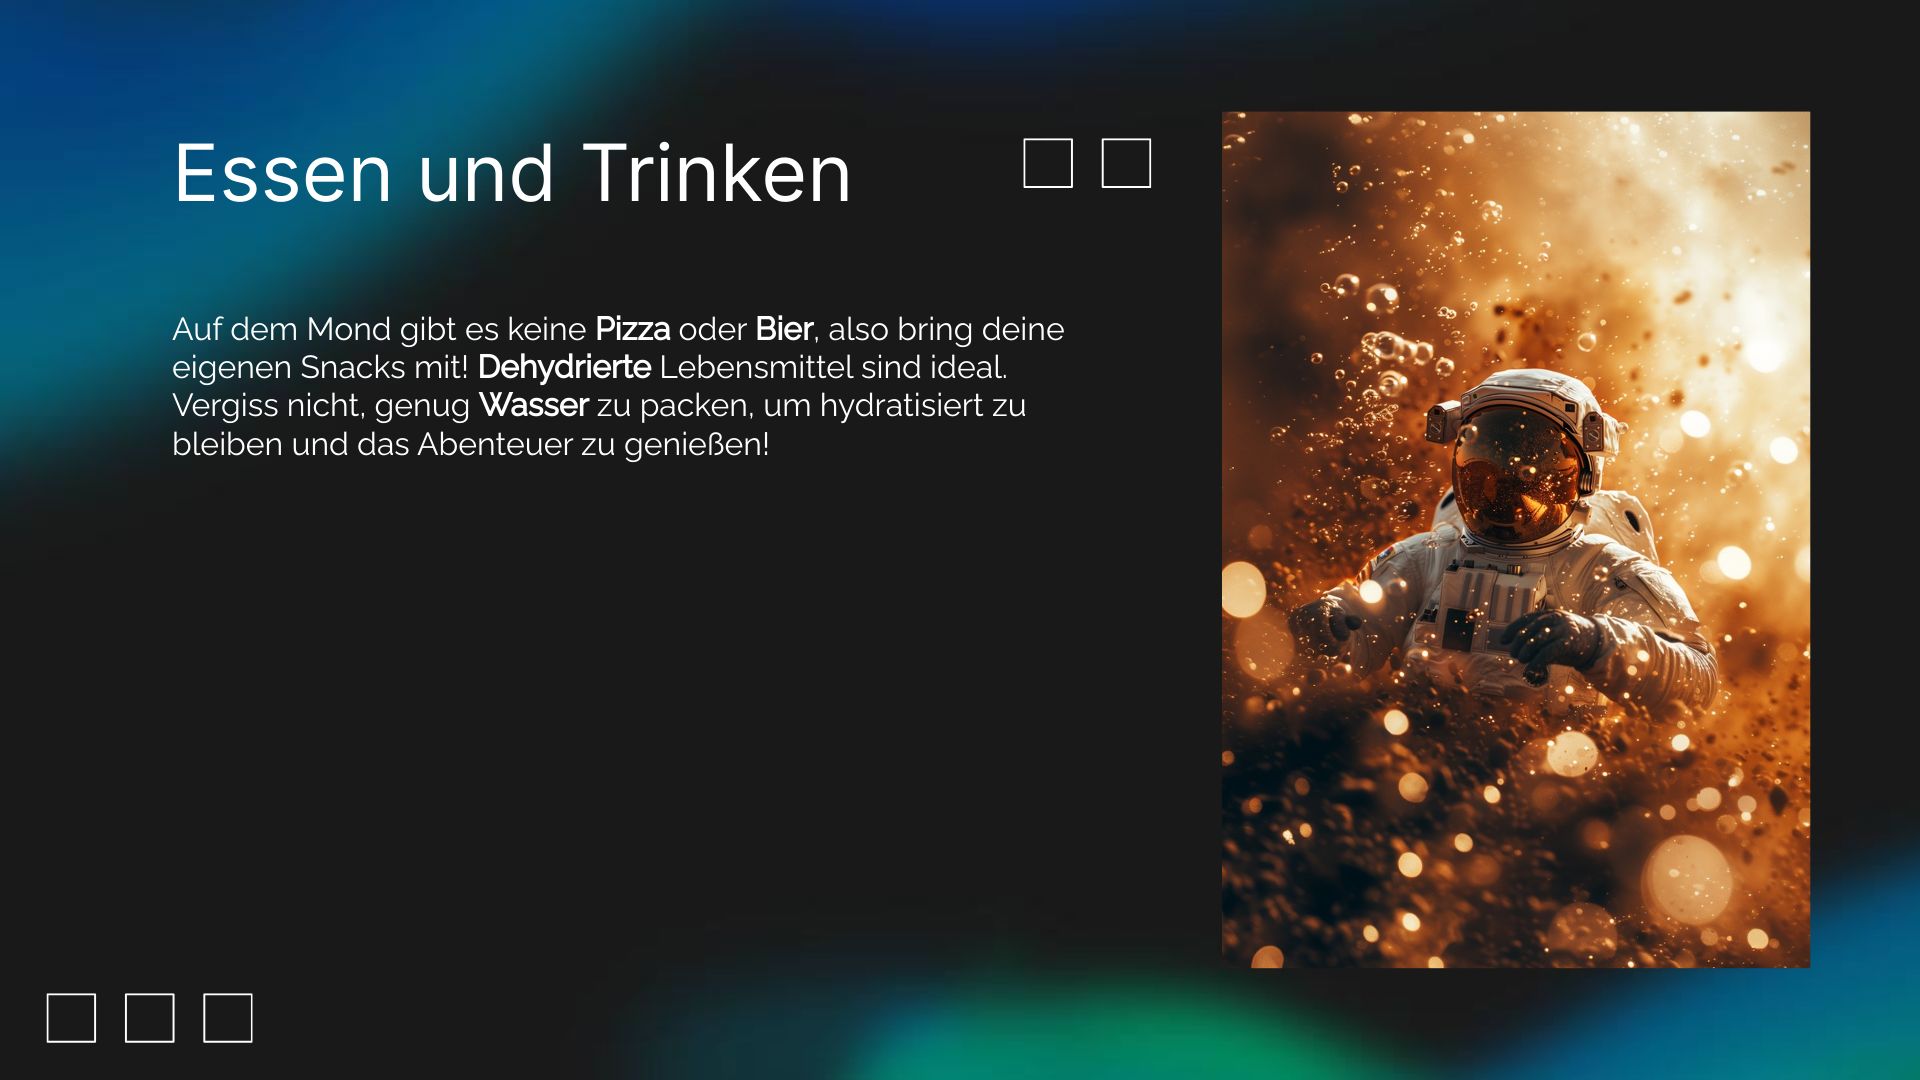 Essen und Trinken
Auf dem Mond gibt es keine Pizza oder Bier, also bring deine
eigenen Snacks mit! Dehydrierte Lebensmittel sind ideal.
Vergiss nicht, genug Wasser zu packen, um hydratisiert zu
bleiben und das Abenteuer zu genießen!